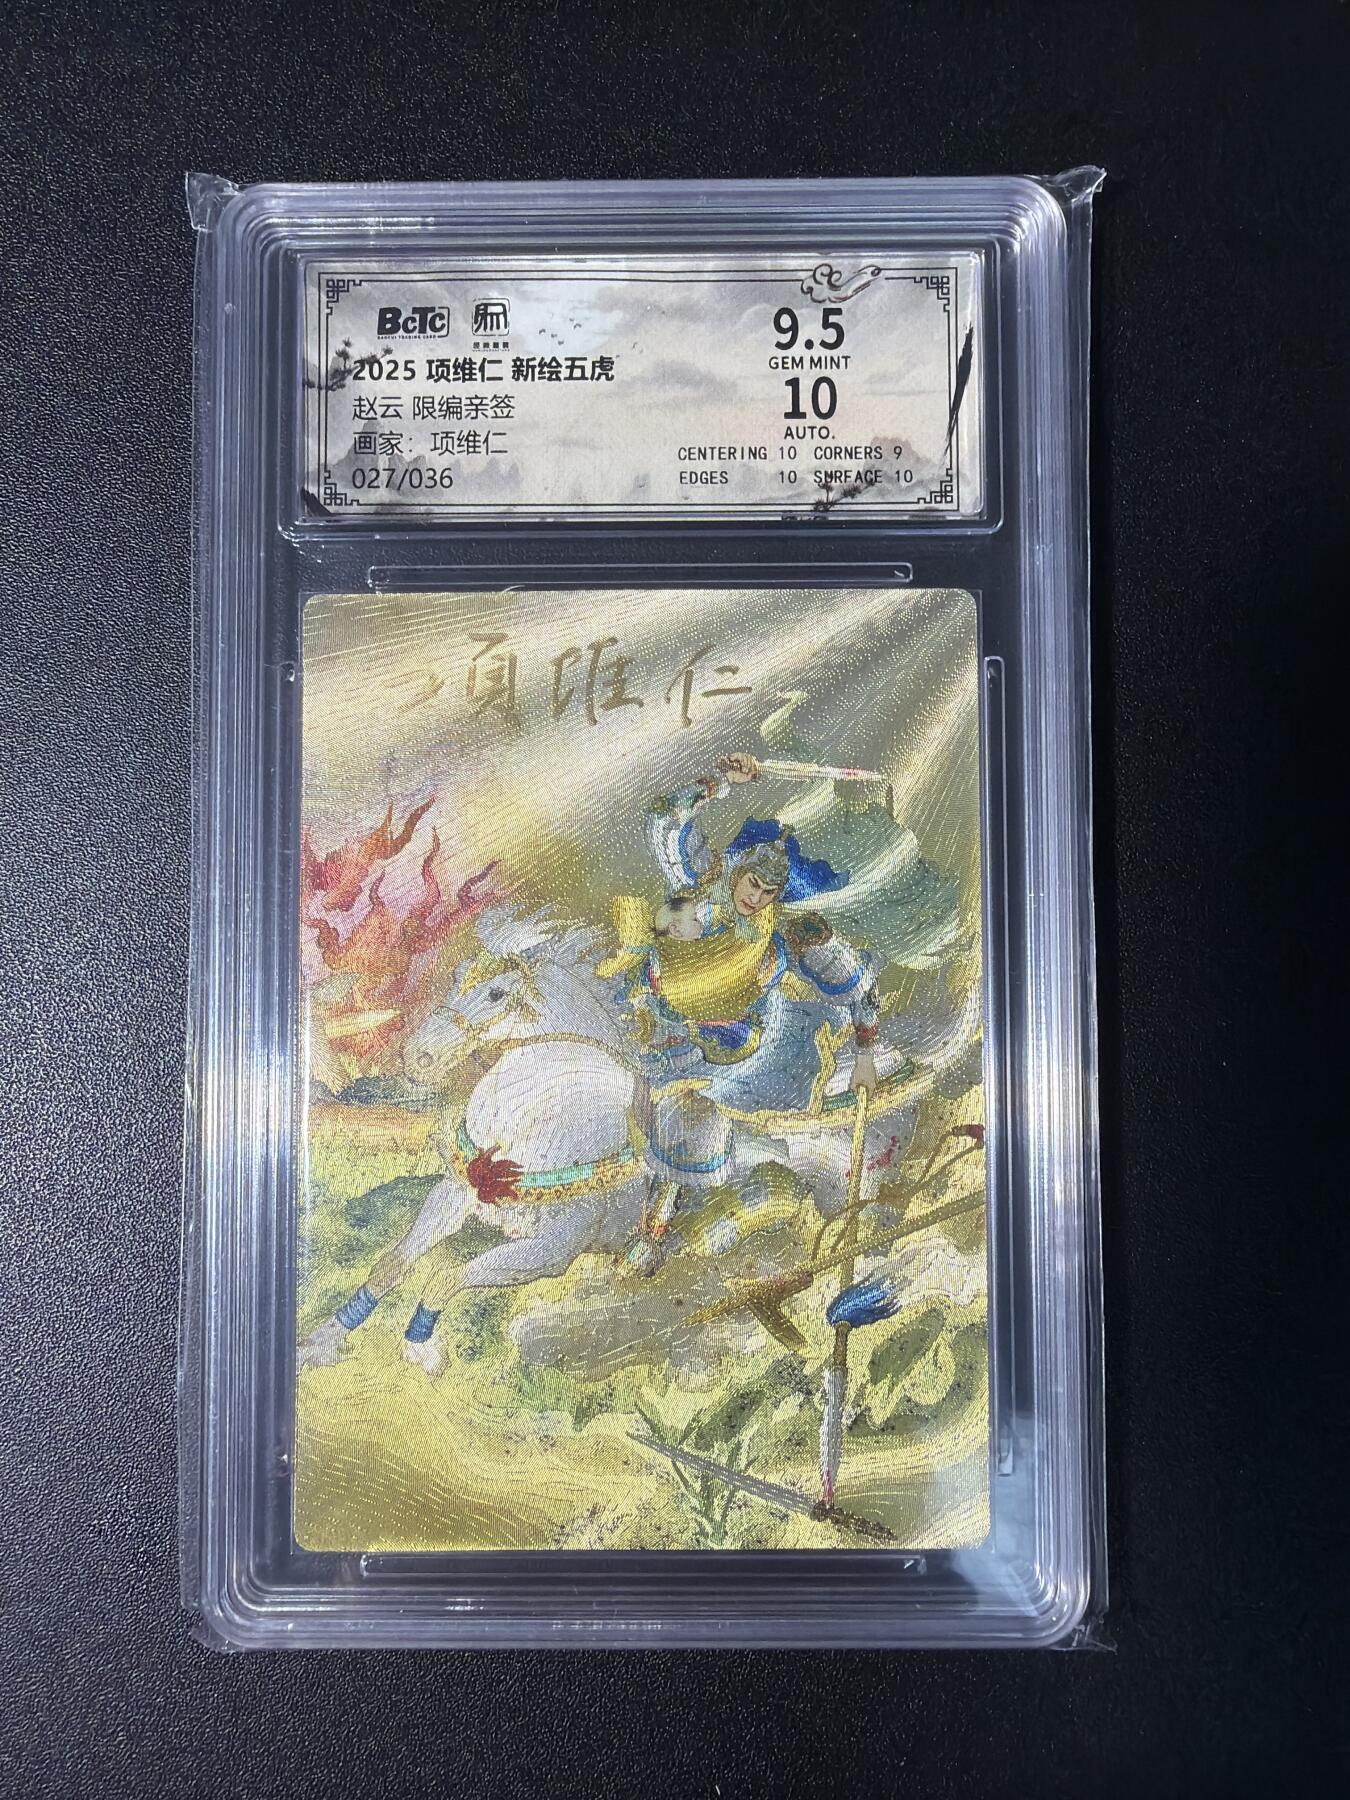 BcTc
2025 项维仁 新绘五虎
赵云 限编亲签
画家：项维仁
027/036
9.5
GEM MINT
10
AUTO.
CENTERING 10 CORNERS 9
EDGES 10 SURFACE 10
项维仁